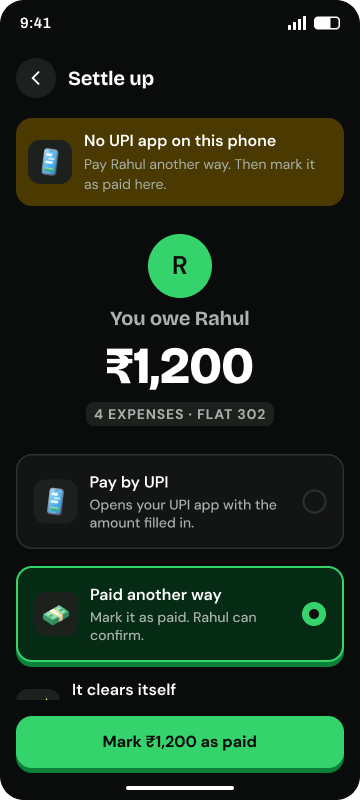 9:41
Settle up
No UPI app on this phone
Pay Rahul another way. Then mark it
as paid here.
R
You owe Rahul
₹1,200
4 EXPENSES · FLAT 302
Pay by UPI
Opens your UPI app with the
amount filled in.
Paid another way
Mark it as paid. Rahul can
confirm.
It clears itself
Mark ₹1,200 as paid